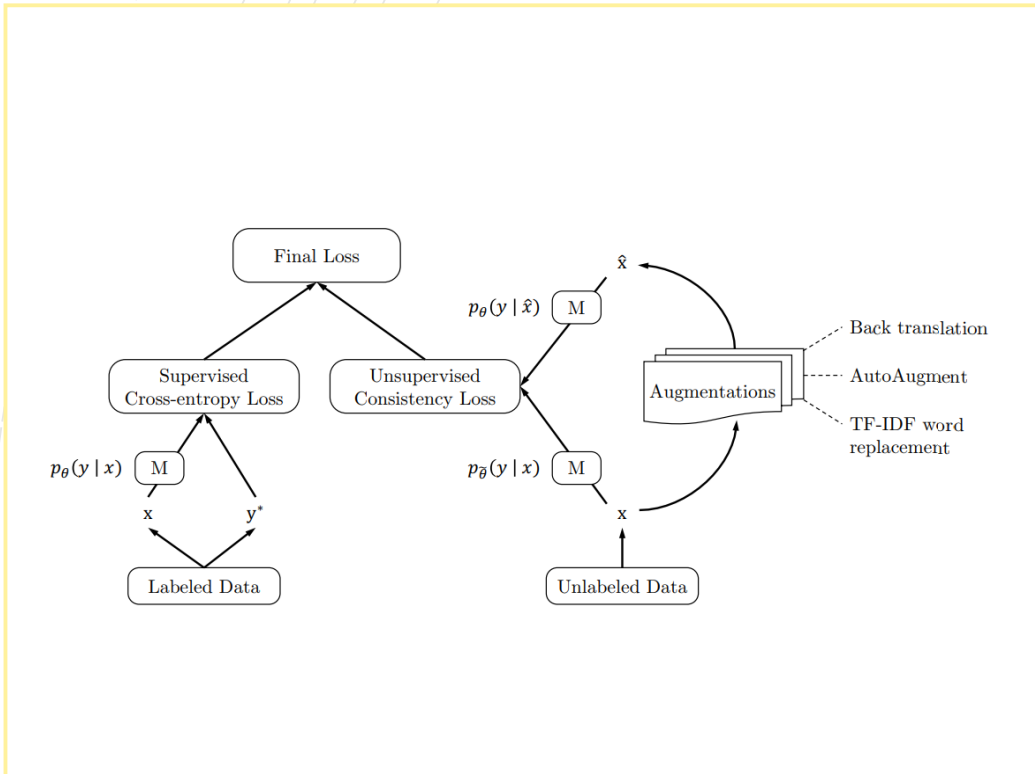 Final Loss
x̂
p_θ(y | x̂)
M
Back translation
Supervised
Cross-entropy Loss
Unsupervised
Consistency Loss
Augmentations
AutoAugment
TF-IDF word
replacement
p_θ(y | x)
M
p_θ̃(y | x)
M
x
y*
x
Labeled Data
Unlabeled Data